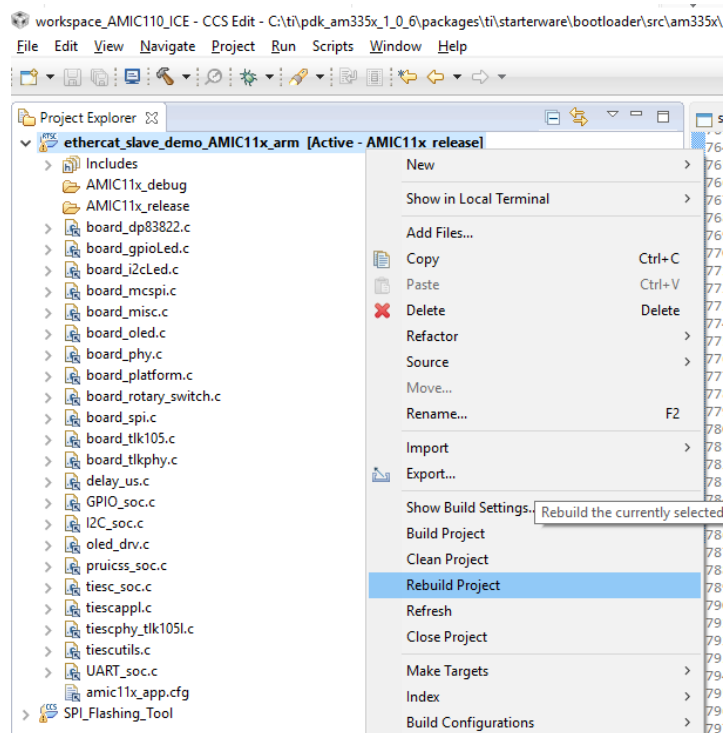 workspace_AMIC110_ICE - CCS Edit - C:\ti\pdk_am335x_1_0_6\packages\ti\starterware\bootloader\src\am335x\
File Edit View Navigate Project Run Scripts Window Help
Project Explorer
ethercat_slave_demo_AMIC11x_arm [Active - AMIC11x_release]
Includes
AMIC11x_debug
AMIC11x_release
board_dp83822.c
board_gpioLed.c
board_i2cLed.c
board_mcspi.c
board_misc.c
board_oled.c
board_phy.c
board_platform.c
board_rotary_switch.c
board_spi.c
board_tlk105.c
board_tlkphy.c
delay_us.c
GPIO_soc.c
I2C_soc.c
oled_drv.c
pruicss_soc.c
tiesc_soc.c
tiescappl.c
tiescphy_tlk105l.c
tiescutils.c
UART_soc.c
amic11x_app.cfg
SPI_Flashing_Tool
New
Show in Local Terminal
Add Files...
Copy Ctrl+C
Paste Ctrl+V
Delete Delete
Refactor
Source
Move...
Rename... F2
Import
Export...
Show Build Settings..
Rebuild the currently selected
Build Project
Clean Project
Rebuild Project
Refresh
Close Project
Make Targets
Index
Build Configurations